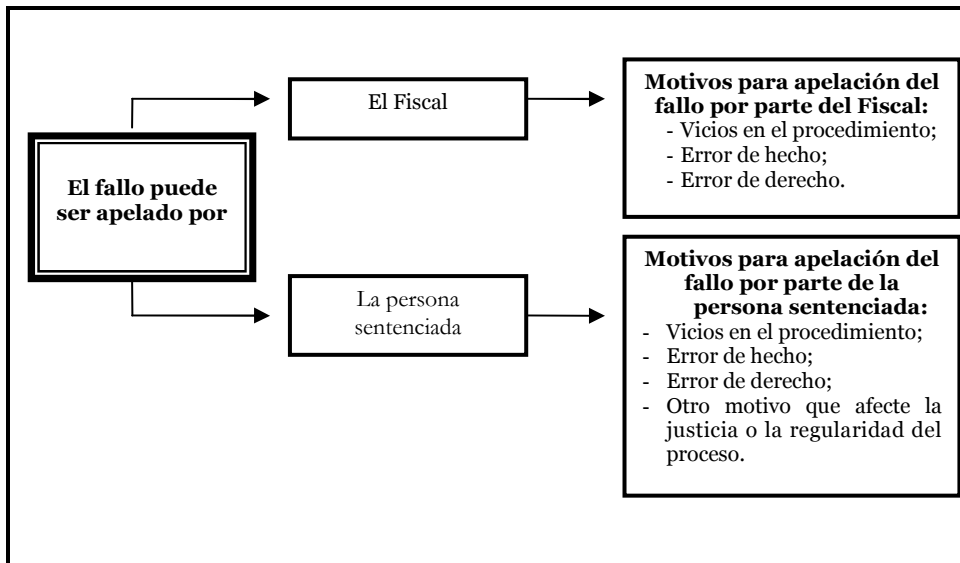 El fallo puede
ser apelado por
El Fiscal
Motivos para apelación del
fallo por parte del Fiscal:
- Vicios en el procedimiento;
- Error de hecho;
- Error de derecho.
La persona
sentenciada
Motivos para apelación del
fallo por parte de la
persona sentenciada:
- Vicios en el procedimiento;
- Error de hecho;
- Error de derecho;
- Otro motivo que afecte la
justicia o la regularidad del
proceso.